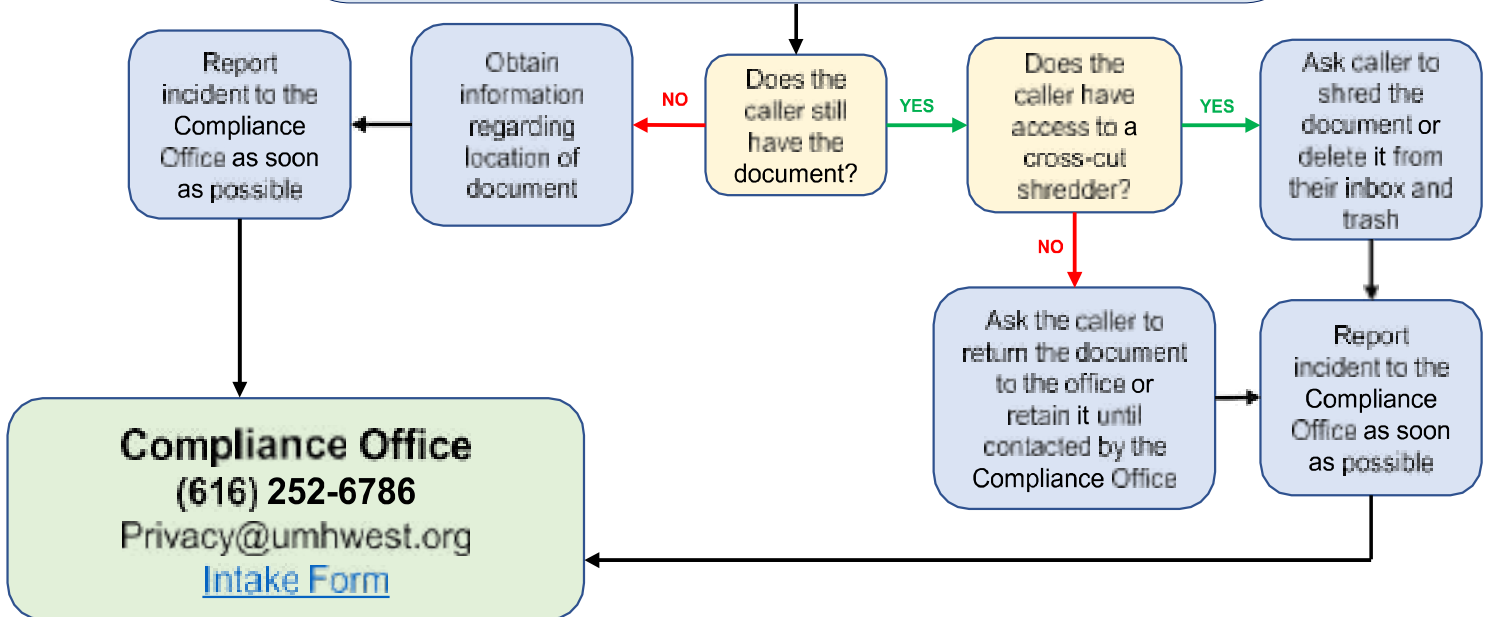 Report
incident to the
Compliance
Office as soon
as possible
Obtain
information
regarding
location of
document
NO
Does the
caller still
have the
document?
YES
Does the
caller have
access to a
cross-cut
shredder?
YES
Ask caller to
shred the
document or
delete it from
their inbox and
trash
NO
Ask the caller to
return the document
to the office or
retain it until
contacted by the
Compliance Office
Report
incident to the
Compliance
Office as soon
as possible
Compliance Office
(616) 252-6786
Privacy@umhwest.org
Intake Form